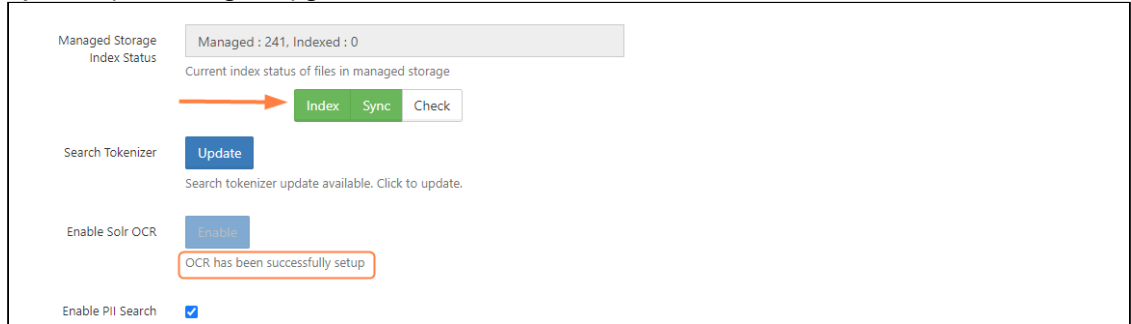 Managed Storage
Index Status
Managed : 241, Indexed : 0
Current index status of files in managed storage
Index Sync Check
Search Tokenizer
Update
Search tokenizer update available. Click to update.
Enable Solr OCR
Enable
OCR has been successfully setup
Enable PII Search